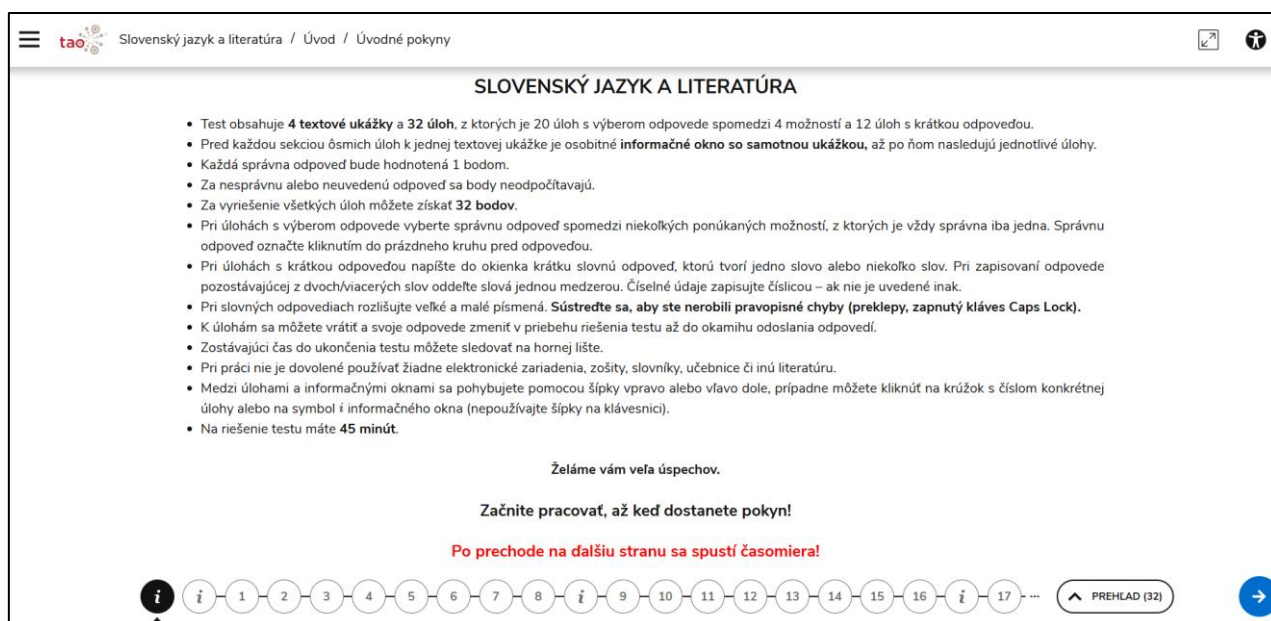 tao Slovenský jazyk a literatúra / Úvod / Úvodné pokyny
SLOVENSKÝ JAZYK A LITERATÚRA
• Test obsahuje 4 textové ukážky a 32 úloh, z ktorých je 20 úloh s výberom odpovede spomedzi 4 možností a 12 úloh s krátkou odpoveďou.
• Pred každou sekciou ôsmich úloh k jednej textovej ukážke je osobitné informačné okno so samotnou ukážkou, až po ňom nasledujú jednotlivé úlohy.
• Každá správna odpoveď bude hodnotená 1 bodom.
• Za nesprávnu alebo neuvedenú odpoveď sa body neodpočítavajú.
• Za vyriešenie všetkých úloh môžete získať 32 bodov.
• Pri úlohách s výberom odpovede vyberte správnu odpoveď spomedzi niekoľkých ponúkaných možností, z ktorých je vždy správna iba jedna. Správnu
odpoveď označte kliknutím do prázdneho kruhu pred odpoveďou.
• Pri úlohách s krátkou odpoveďou napíšte do okienka krátku slovnú odpoveď, ktorú tvorí jedno slovo alebo niekoľko slov. Pri zapisovaní odpovede
pozostávajúcej z dvoch/viacerých slov oddeľte slová jednou medzerou. Číselné údaje zapisujte číslicou – ak nie je uvedené inak.
• Pri slovných odpovediach rozlišujte veľké a malé písmená. Sústreďte sa, aby ste nerobili pravopisné chyby (preklepy, zapnutý kláves Caps Lock).
• K úlohám sa môžete vrátiť a svoje odpovede zmeniť v priebehu riešenia testu až do okamihu odoslania odpovedí.
• Zostávajúci čas do ukončenia testu môžete sledovať na hornej lište.
• Pri práci nie je dovolené používať žiadne elektronické zariadenia, zošity, slovníky, učebnice či inú literatúru.
• Medzi úlohami a informačnými oknami sa pohybujete pomocou šípky vpravo alebo vľavo dole, prípadne môžete kliknúť na krúžok s číslom konkrétnej
úlohy alebo na symbol i informačného okna (nepoužívajte šípky na klávesnici).
• Na riešenie testu máte 45 minút.
Želáme vám veľa úspechov.
Začnite pracovať, až keď dostanete pokyn!
Po prechode na ďalšiu stranu sa spustí časomiera!
i i 1 2 3 4 5 6 7 8 i 9 10 11 12 13 14 15 16 i 17 ... PREHĽAD (32)